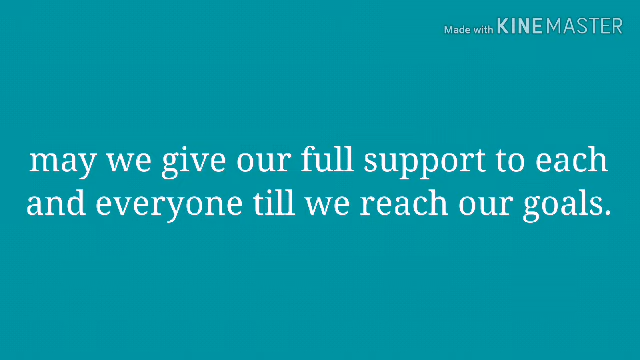 Made with KINEMASTER
may we give our full support to each
and everyone till we reach our goals.